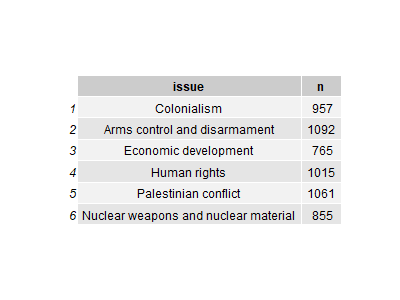 issue n
1 Colonialism 957
2 Arms control and disarmament 1092
3 Economic development 765
4 Human rights 1015
5 Palestinian conflict 1061
6 Nuclear weapons and nuclear material 855